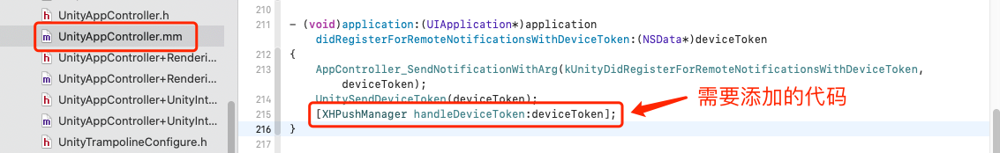 UnityAppController.h
UnityAppController.mm
UnityAppController+Renderi...
UnityAppController+Renderi...
UnityAppController+UnityInt...
UnityAppController+UnityInt...
UnityTrampolineConfigure.h
210
211 - (void)application:(UIApplication*)application
didRegisterForRemoteNotificationsWithDeviceToken:(NSData*)deviceToken
212 {
213 AppController_SendNotificationWithArg(kUnityDidRegisterForRemoteNotificationsWithDeviceToken,
deviceToken);
214 UnitySendDeviceToken(deviceToken);
215 [XHPushManager handleDeviceToken:deviceToken];
需要添加的代码
216 }
217